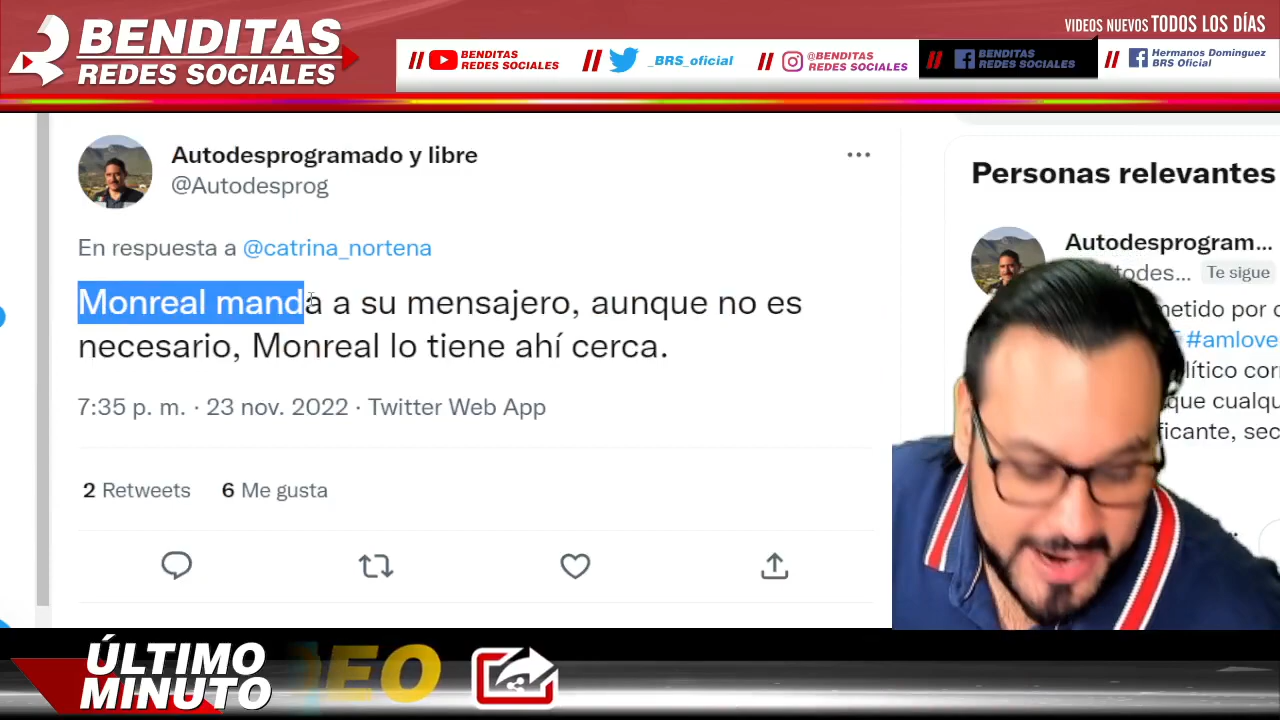 BENDITAS
REDES SOCIALES
VIDEOS NUEVOS TODOS LOS DÍAS
// BENDITAS REDES SOCIALES
// _BRS_oficial
// @BENDITAS REDES SOCIALES
// BENDITAS REDES SOCIALES
// Hermanos Dominguez BRS Oficial
Autodesprogramado y libre
@Autodesprog
En respuesta a @catrina_nortena
Monreal manda a su mensajero, aunque no es
necesario, Monreal lo tiene ahí cerca.
7:35 p. m. · 23 nov. 2022 · Twitter Web App
2 Retweets 6 Me gusta
Personas relevantes
Autodesprogram...
Te sigue
por
#amlove
que
ÚLTIMO
MINUTO